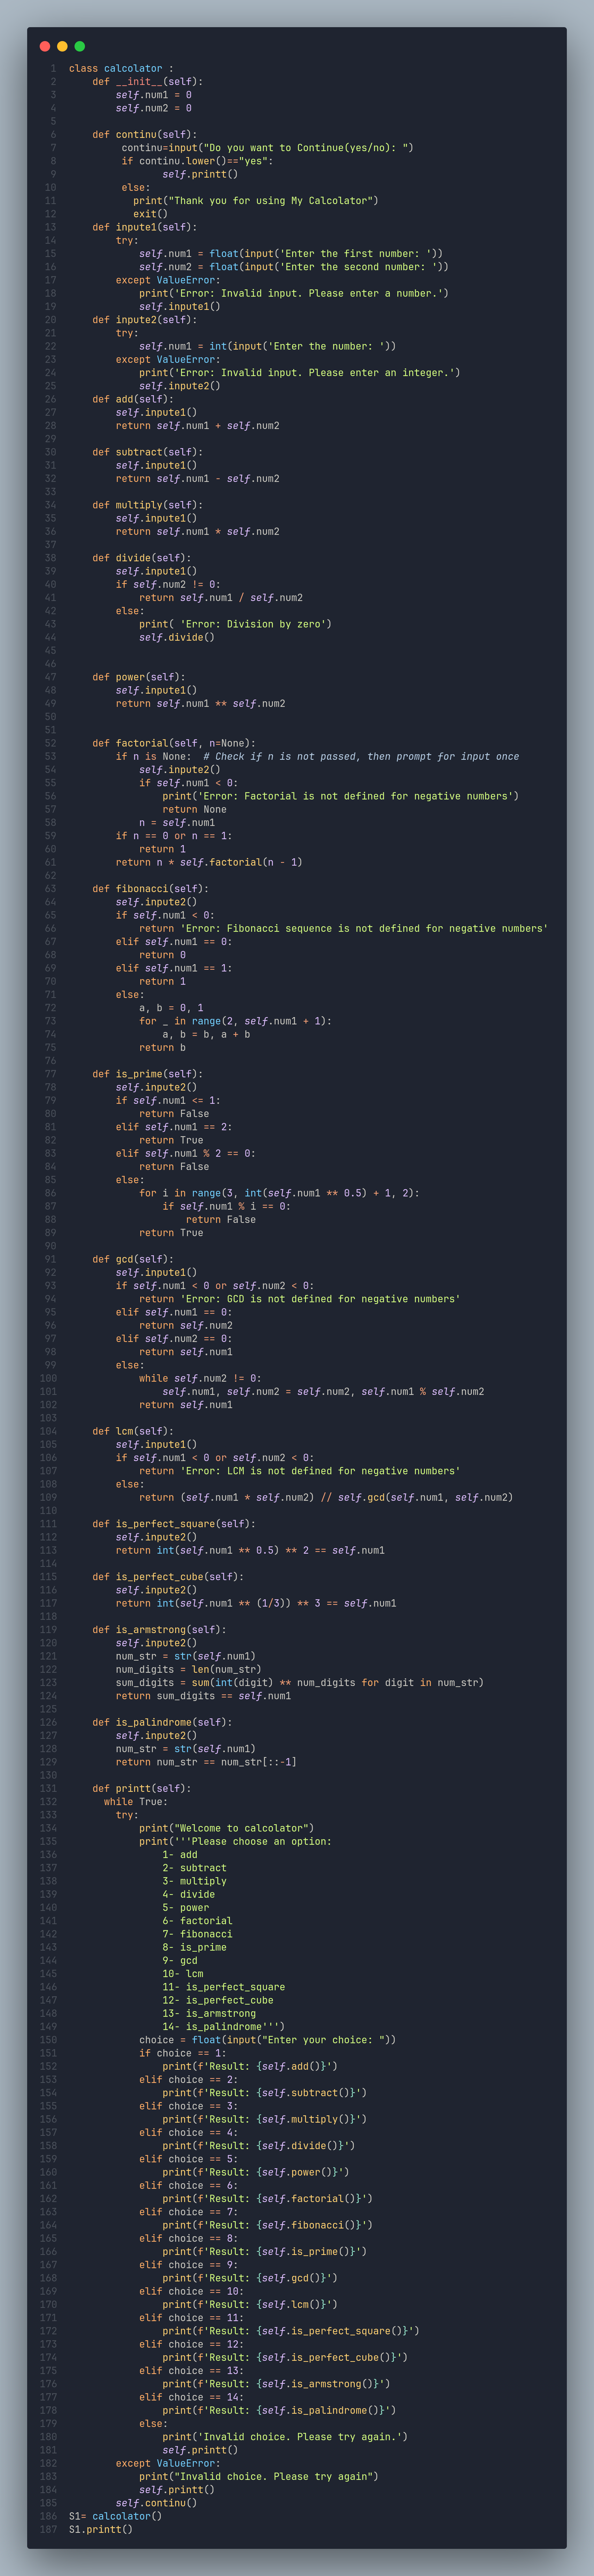 1 class calcolator :
2     def __init__(self):
3         self.num1 = 0
4         self.num2 = 0
5
6     def continu(self):
7          continu=input("Do you want to Continue(yes/no): ")
8          if continu.lower()=="yes":
9                 self.printt()
10          else:
11            print("Thank you for using My Calcolator")
12            exit()
13     def inpute1(self):
14         try:
15             self.num1 = float(input('Enter the first number: '))
16             self.num2 = float(input('Enter the second number: '))
17         except ValueError:
18             print('Error: Invalid input. Please enter a number.')
19             self.inpute1()
20     def inpute2(self):
21         try:
22             self.num1 = int(input('Enter the number: '))
23         except ValueError:
24             print('Error: Invalid input. Please enter an integer.')
25             self.inpute2()
26     def add(self):
27         self.inpute1()
28         return self.num1 + self.num2
29
30     def subtract(self):
31         self.inpute1()
32         return self.num1 - self.num2
33
34     def multiply(self):
35         self.inpute1()
36         return self.num1 * self.num2
37
38     def divide(self):
39         self.inpute1()
40         if self.num2 != 0:
41             return self.num1 / self.num2
42         else:
43             print( 'Error: Division by zero')
44             self.divide()
45
46
47     def power(self):
48         self.inpute1()
49         return self.num1 ** self.num2
50
51
52     def factorial(self, n=None):
53         if n is None:  # Check if n is not passed, then prompt for input once
54             self.inpute2()
55             if self.num1 < 0:
56                 print('Error: Factorial is not defined for negative numbers')
57                 return None
58             n = self.num1
59         if n == 0 or n == 1:
60             return 1
61         return n * self.factorial(n - 1)
62
63     def fibonacci(self):
64         self.inpute2()
65         if self.num1 < 0:
66             return 'Error: Fibonacci sequence is not defined for negative numbers'
67         elif self.num1 == 0:
68             return 0
69         elif self.num1 == 1:
70             return 1
71         else:
72             a, b = 0, 1
73             for _ in range(2, self.num1 + 1):
74                 a, b = b, a + b
75             return b
76
77     def is_prime(self):
78         self.inpute2()
79         if self.num1 <= 1:
80             return False
81         elif self.num1 == 2:
82             return True
83         elif self.num1 % 2 == 0:
84             return False
85         else:
86             for i in range(3, int(self.num1 ** 0.5) + 1, 2):
87                 if self.num1 % i == 0:
88                     return False
89             return True
90
91     def gcd(self):
92         self.inpute1()
93         if self.num1 < 0 or self.num2 < 0:
94             return 'Error: GCD is not defined for negative numbers'
95         elif self.num1 == 0:
96             return self.num2
97         elif self.num2 == 0:
98             return self.num1
99         else:
100             while self.num2 != 0:
101                 self.num1, self.num2 = self.num2, self.num1 % self.num2
102             return self.num1
103
104     def lcm(self):
105         self.inpute1()
106         if self.num1 < 0 or self.num2 < 0:
107             return 'Error: LCM is not defined for negative numbers'
108         else:
109             return (self.num1 * self.num2) // self.gcd(self.num1, self.num2)
110
111     def is_perfect_square(self):
112         self.inpute2()
113         return int(self.num1 ** 0.5) ** 2 == self.num1
114
115     def is_perfect_cube(self):
116         self.inpute2()
117         return int(self.num1 ** (1/3)) ** 3 == self.num1
118
119     def is_armstrong(self):
120         self.inpute2()
121         num_str = str(self.num1)
122         num_digits = len(num_str)
123         sum_digits = sum(int(digit) ** num_digits for digit in num_str)
124         return sum_digits == self.num1
125
126     def is_palindrome(self):
127         self.inpute2()
128         num_str = str(self.num1)
129         return num_str == num_str[::-1]
130
131     def printt(self):
132       while True:
133         try:
134             print("Welcome to calcolator")
135             print('''Please choose an option:
136                 1- add
137                 2- subtract
138                 3- multiply
139                 4- divide
140                 5- power
141                 6- factorial
142                 7- fibonacci
143                 8- is_prime
144                 9- gcd
145                 10- lcm
146                 11- is_perfect_square
147                 12- is_perfect_cube
148                 13- is_armstrong
149                 14- is_palindrome''')
150             choice = float(input("Enter your choice: "))
151             if choice == 1:
152                 print(f'Result: {self.add()}')
153             elif choice == 2:
154                 print(f'Result: {self.subtract()}')
155             elif choice == 3:
156                 print(f'Result: {self.multiply()}')
157             elif choice == 4:
158                 print(f'Result: {self.divide()}')
159             elif choice == 5:
160                 print(f'Result: {self.power()}')
161             elif choice == 6:
162                 print(f'Result: {self.factorial()}')
163             elif choice == 7:
164                 print(f'Result: {self.fibonacci()}')
165             elif choice == 8:
166                 print(f'Result: {self.is_prime()}')
167             elif choice == 9:
168                 print(f'Result: {self.gcd()}')
169             elif choice == 10:
170                 print(f'Result: {self.lcm()}')
171             elif choice == 11:
172                 print(f'Result: {self.is_perfect_square()}')
173             elif choice == 12:
174                 print(f'Result: {self.is_perfect_cube()}')
175             elif choice == 13:
176                 print(f'Result: {self.is_armstrong()}')
177             elif choice == 14:
178                 print(f'Result: {self.is_palindrome()}')
179             else:
180                 print('Invalid choice. Please try again.')
181                 self.printt()
182         except ValueError:
183             print("Invalid choice. Please try again")
184             self.printt()
185         self.continu()
186 S1= calcolator()
187 S1.printt()